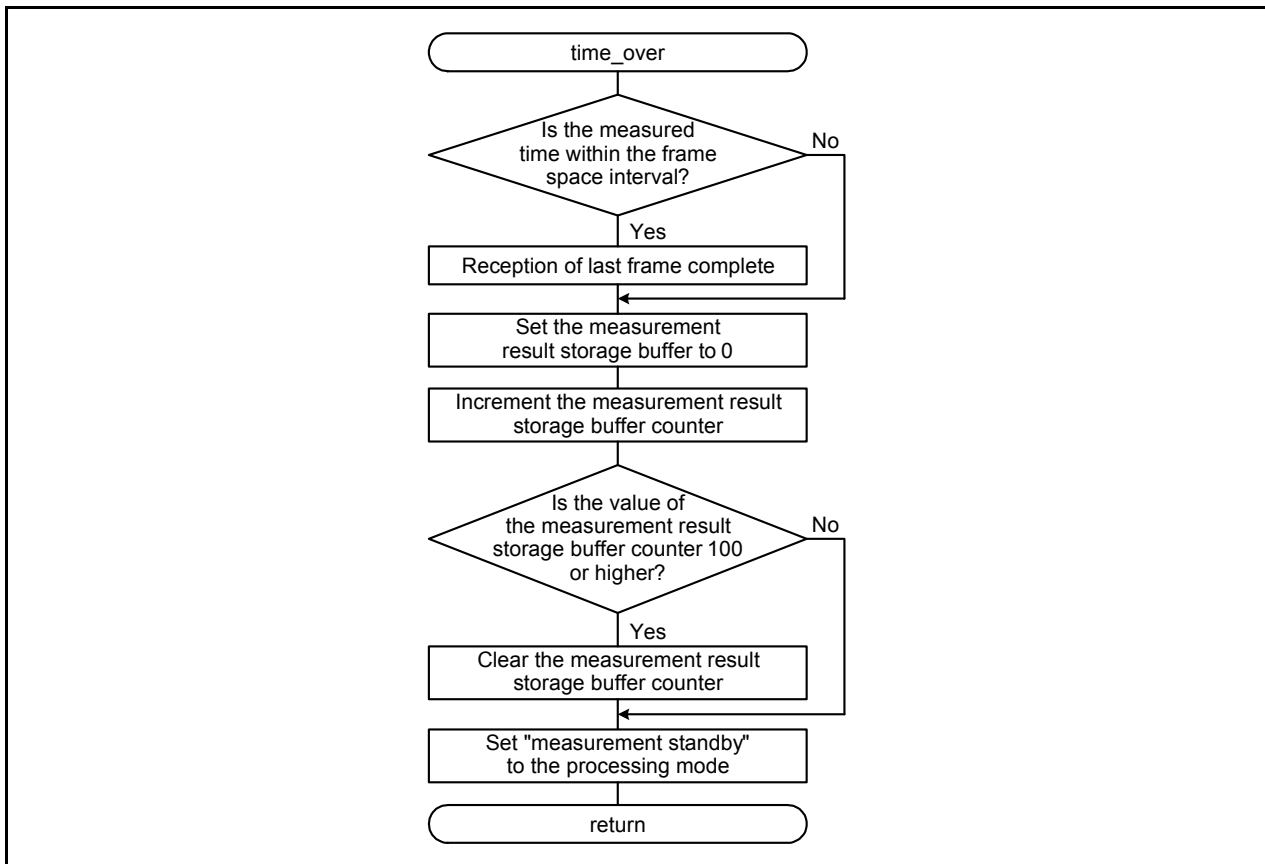 time_over
Is the measured
time within the frame
space interval?
No
Yes
Reception of last frame complete
Set the measurement
result storage buffer to 0
Increment the measurement result
storage buffer counter
Is the value of
the measurement result
storage buffer counter 100
or higher?
No
Yes
Clear the measurement result
storage buffer counter
Set "measurement standby"
to the processing mode
return